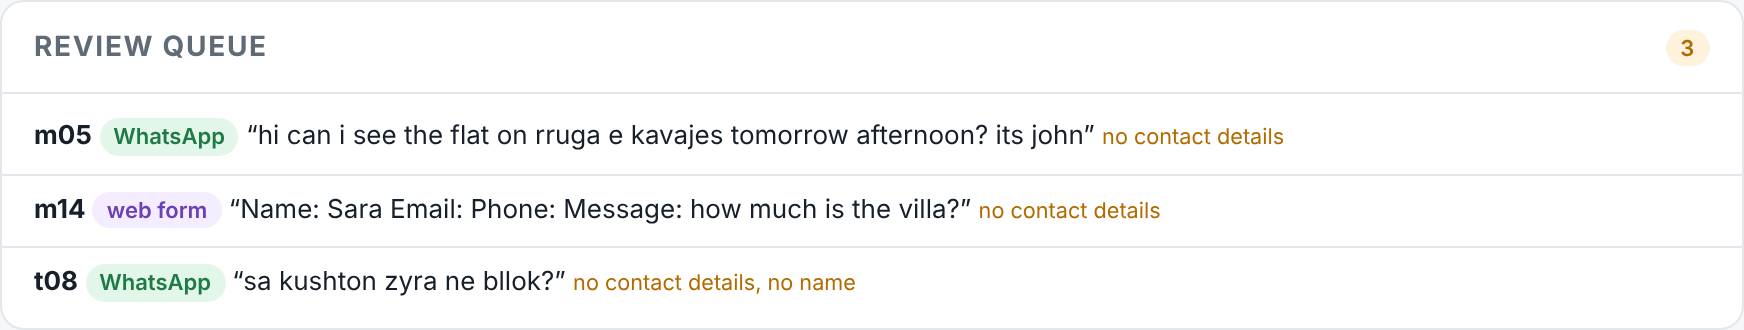 REVIEW QUEUE 3
m05 WhatsApp “hi can i see the flat on rruga e kavajes tomorrow afternoon? its john” no contact details
m14 web form “Name: Sara Email: Phone: Message: how much is the villa?” no contact details
t08 WhatsApp “sa kushton zyra ne bllok?” no contact details, no name